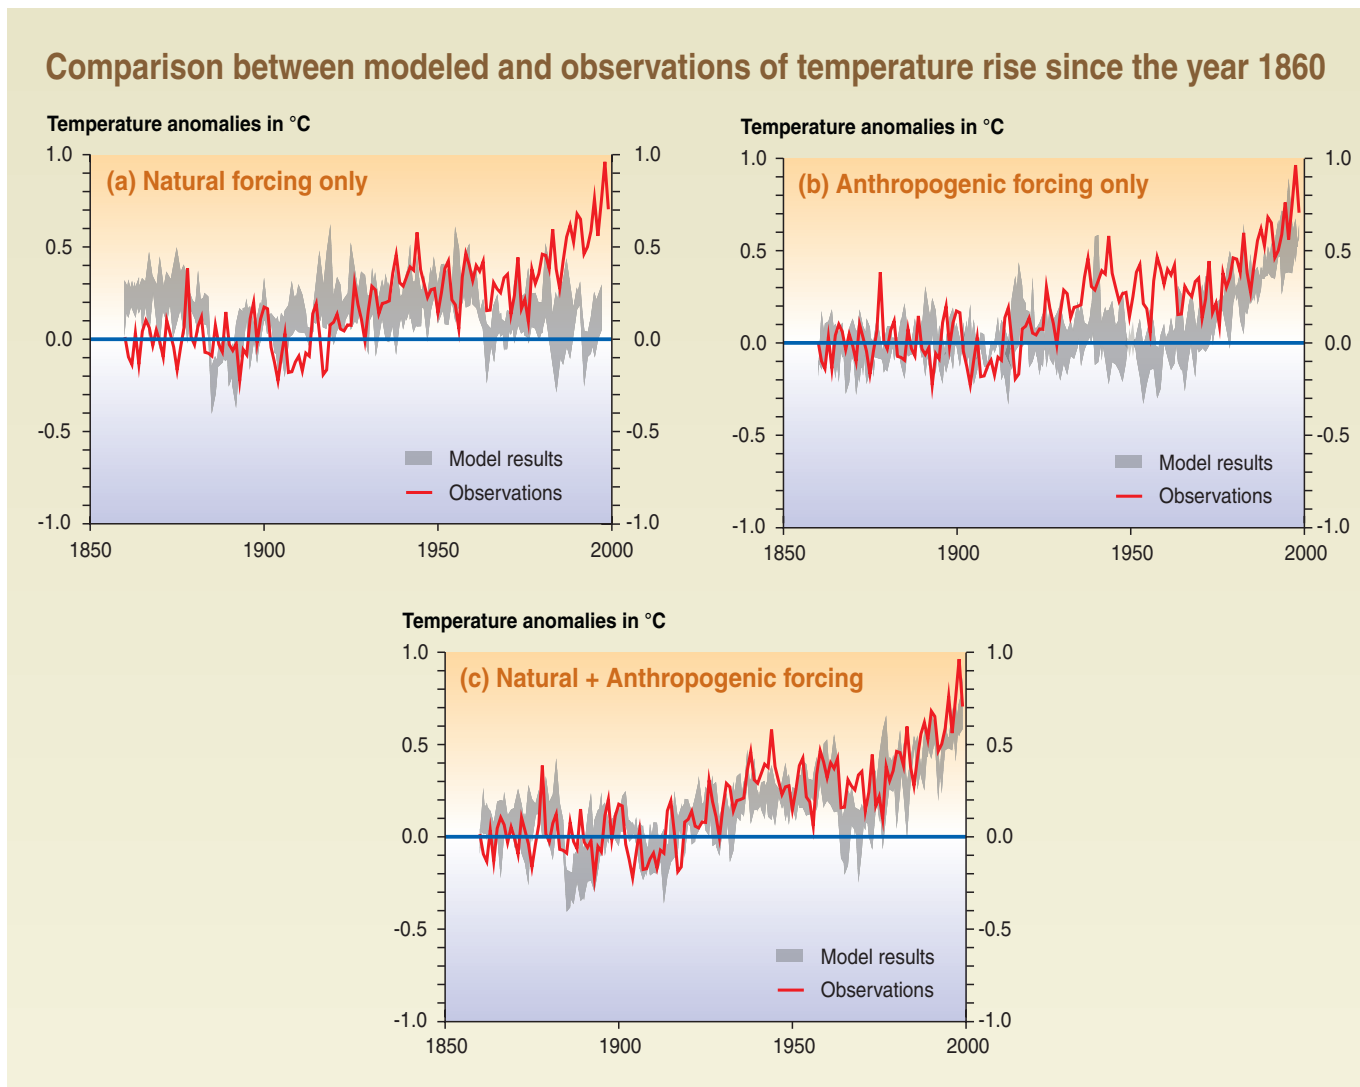 Comparison between modeled and observations of temperature rise since the year 1860
Temperature anomalies in °C
1.0
0.5
0.0
-0.5
-1.0
(a) Natural forcing only
Model results
Observations
1.0
0.5
0.0
-0.5
-1.0
1850 1900 1950 2000
Temperature anomalies in °C
1.0
0.5
0.0
-0.5
-1.0
(b) Anthropogenic forcing only
Model results
Observations
1.0
0.5
0.0
-0.5
-1.0
1850 1900 1950 2000
Temperature anomalies in °C
1.0
0.5
0.0
-0.5
-1.0
(c) Natural + Anthropogenic forcing
Model results
Observations
1.0
0.5
0.0
-0.5
-1.0
1850 1900 1950 2000